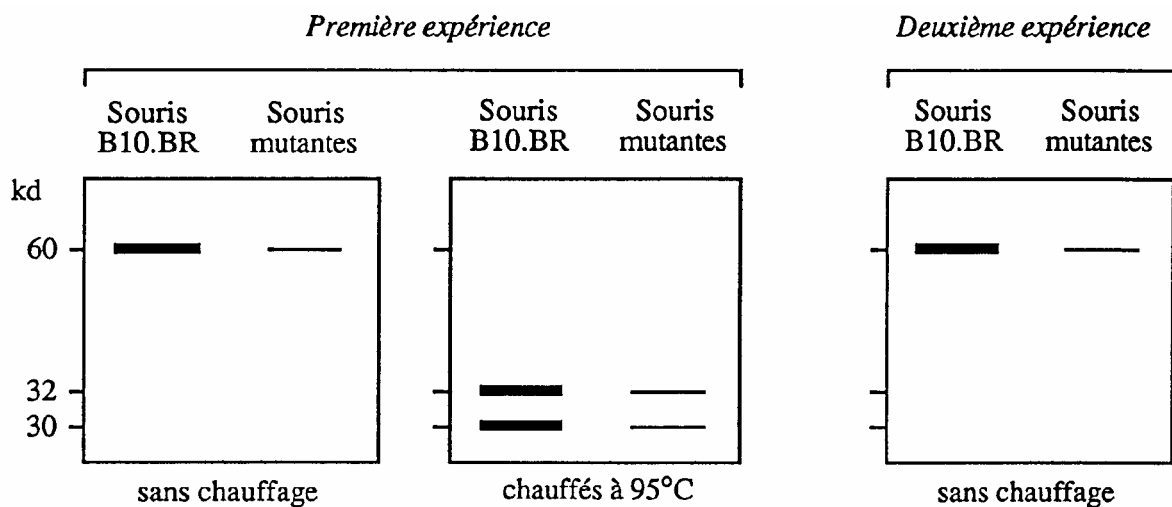 Première expérience
Deuxième expérience
Souris B10.BR
Souris mutantes
Souris B10.BR
Souris mutantes
Souris B10.BR
Souris mutantes
kd
60
32
30
sans chauffage
chauffés à 95°C
sans chauffage